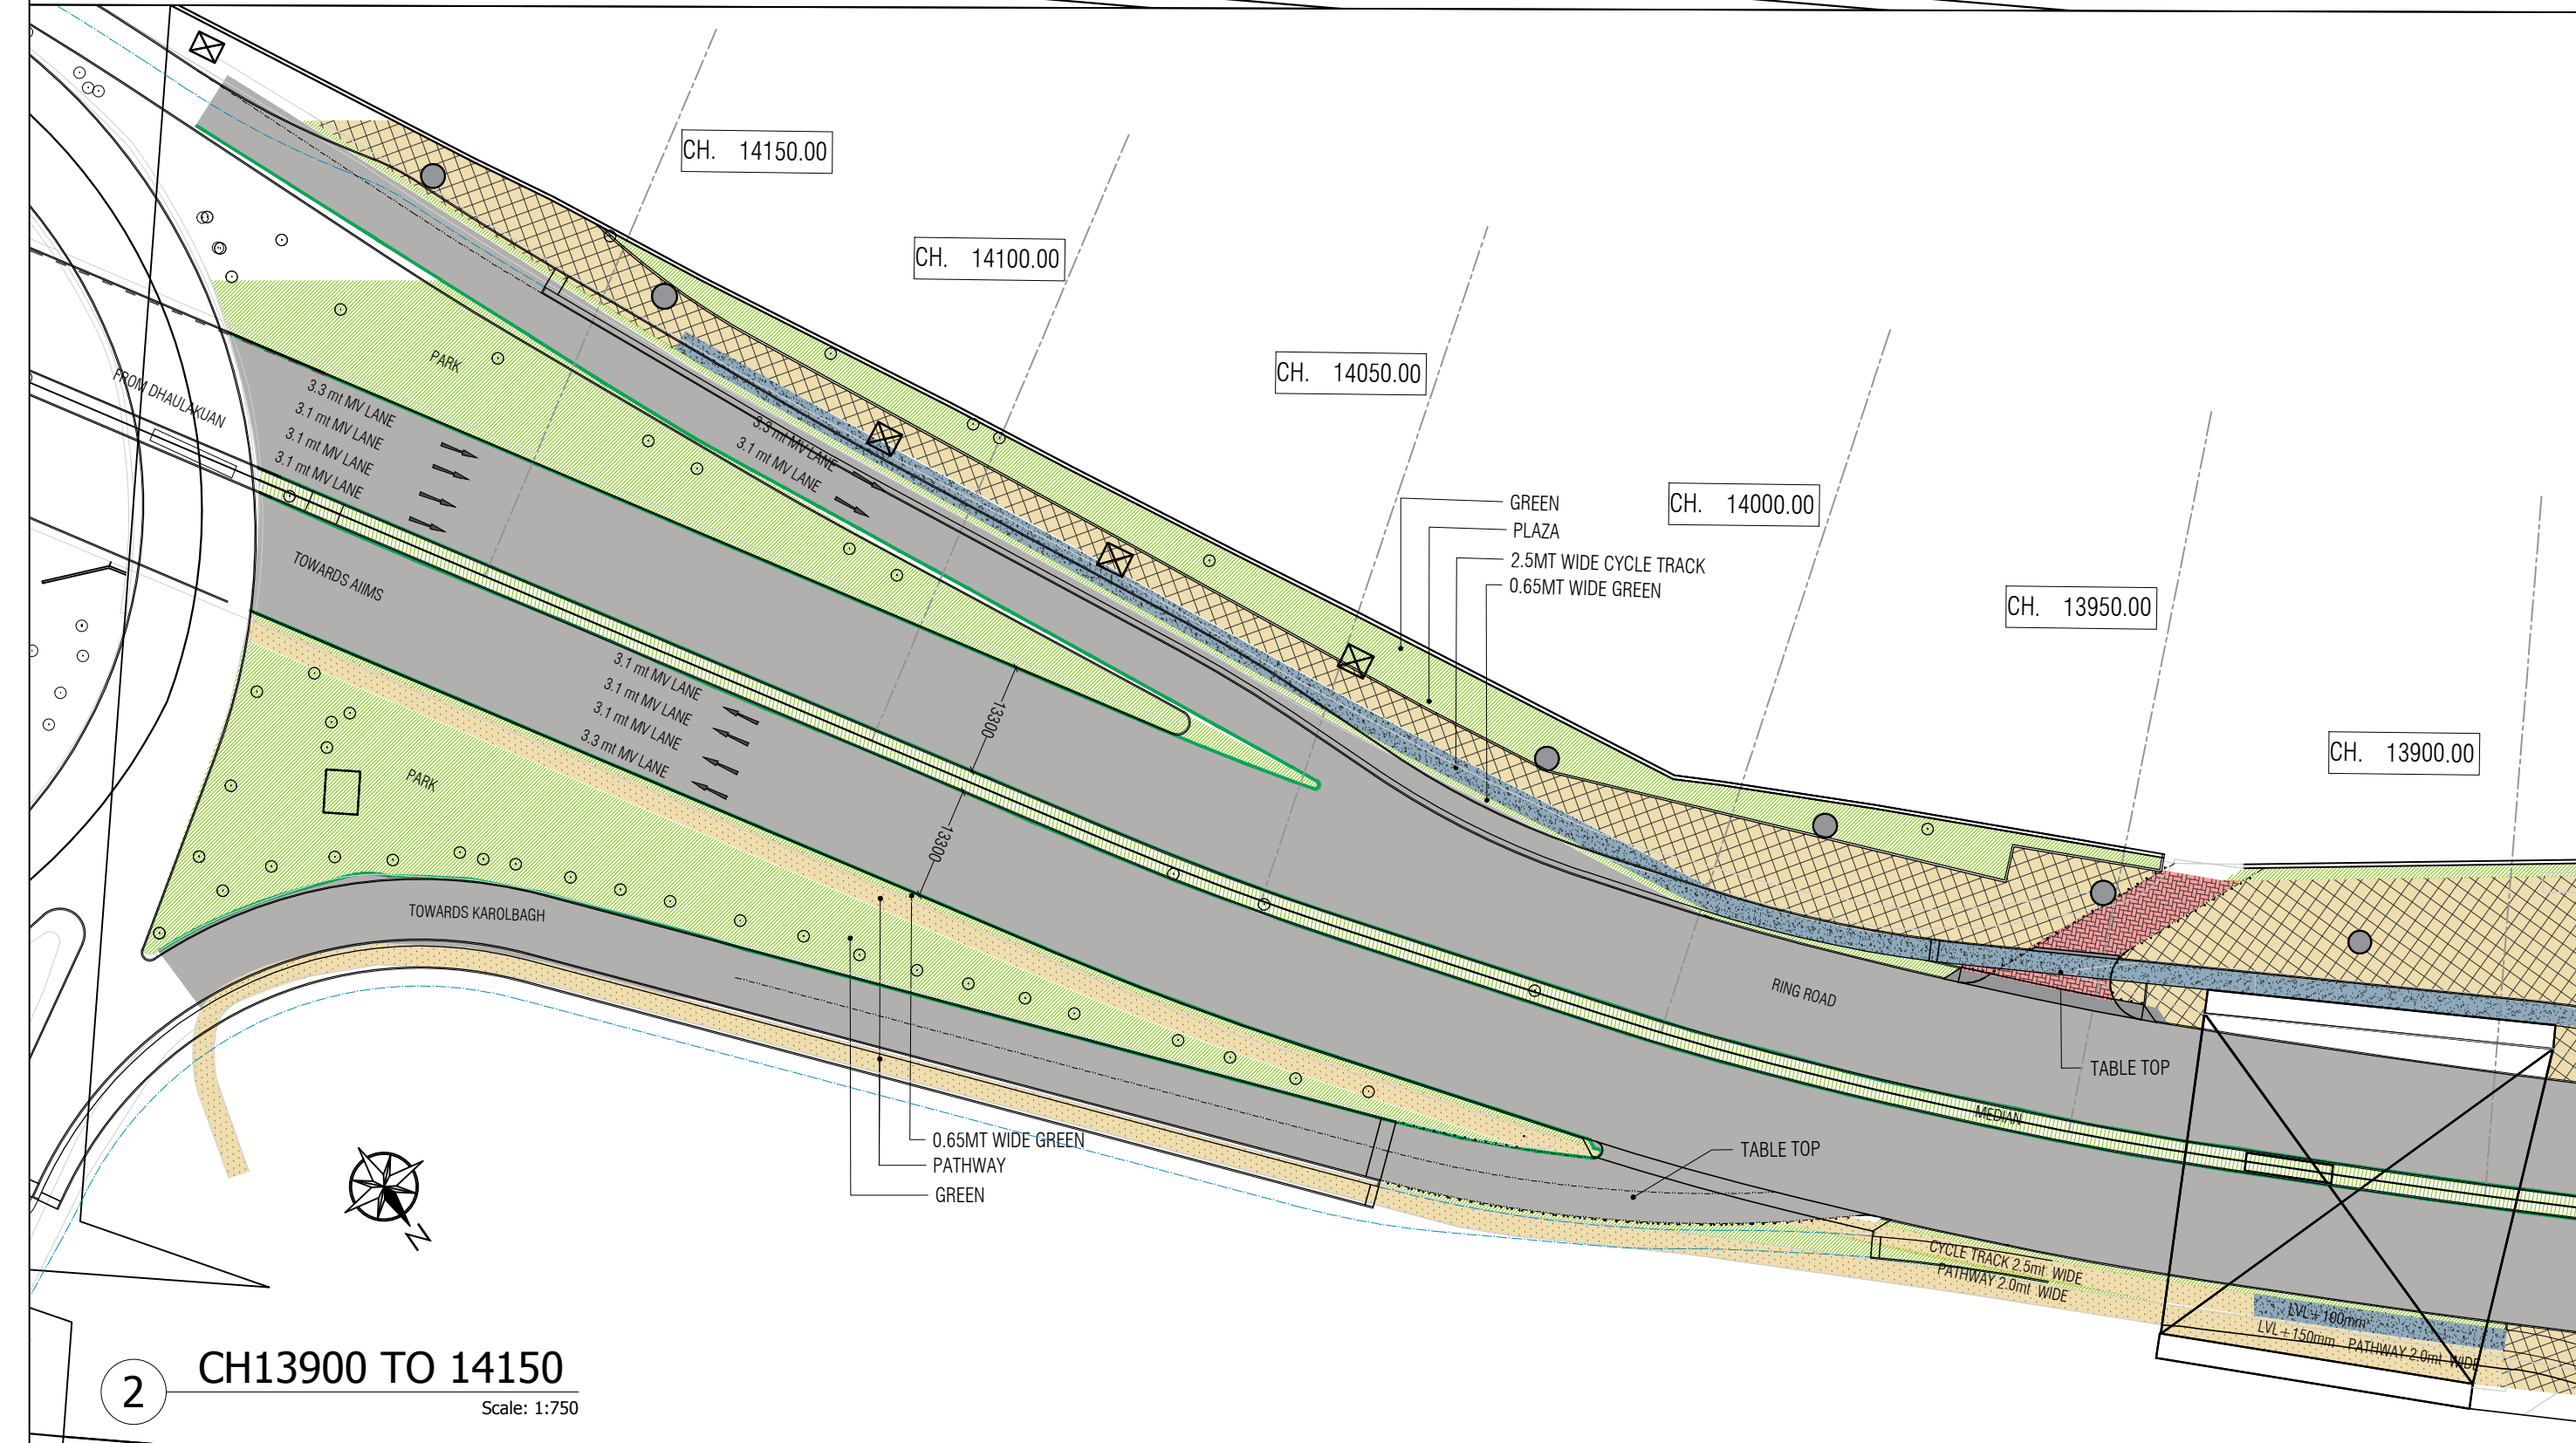 CH. 14150.00
CH. 14100.00
CH. 14050.00
CH. 14000.00
CH. 13950.00
CH. 13900.00
PARK
FROM DHAULAKUAN
3.3 mt MV LANE
3.1 mt MV LANE
3.1 mt MV LANE
3.1 mt MV LANE
3.3 mt MV LANE
3.1 mt MV LANE
GREEN
PLAZA
2.5MT WIDE CYCLE TRACK
0.65MT WIDE GREEN
TOWARDS AIIMS
3.1 mt MV LANE
3.1 mt MV LANE
3.1 mt MV LANE
3.3 mt MV LANE
13300
13300
PARK
TOWARDS KAROLBAGH
RING ROAD
MEDIAN
TABLE TOP
TABLE TOP
0.65MT WIDE GREEN
PATHWAY
GREEN
N
CYCLE TRACK 2.5mt WIDE
PATHWAY 2.0mt WIDE
LVL+100mm
LVL+150mm PATHWAY 2.0mt WIDE
2 CH13900 TO 14150
Scale: 1:750